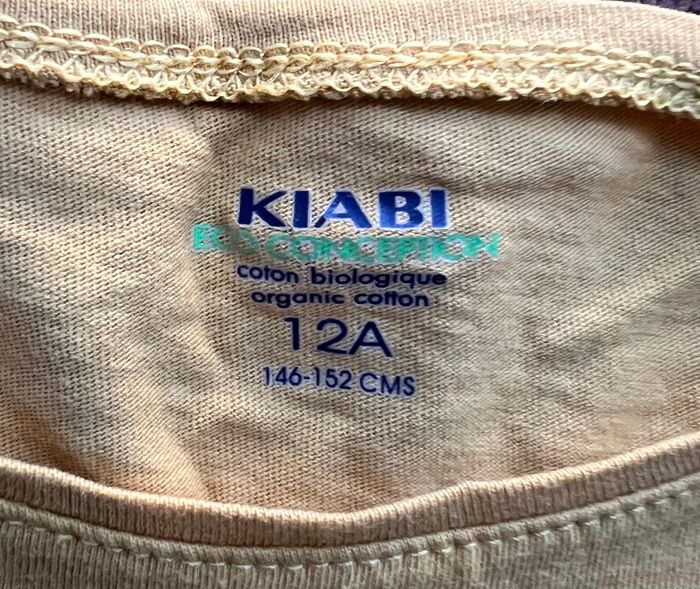 KIABI
ECO CONCEPTION
coton biologique
organic cotton
12A
146-152 CMS